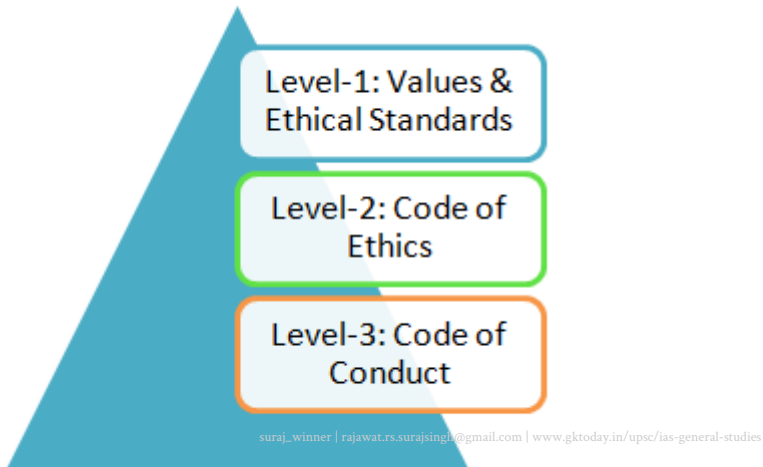 Level-1: Values &
Ethical Standards
Level-2: Code of
Ethics
Level-3: Code of
Conduct
suraj_winner | rajawat.rs.surajsingh@gmail.com | www.gktoday.in/upsc/ias-general-studies